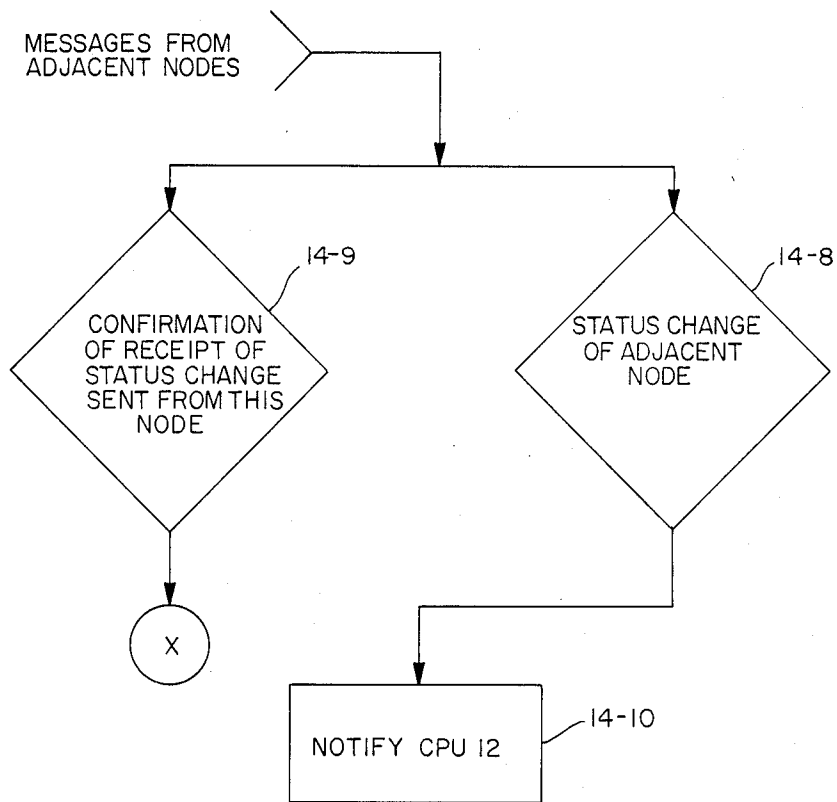 MESSAGES FROM
ADJACENT NODES
14-9
CONFIRMATION
OF RECEIPT OF
STATUS CHANGE
SENT FROM THIS
NODE
14-8
STATUS CHANGE
OF ADJACENT
NODE
X
NOTIFY CPU 12
14-10